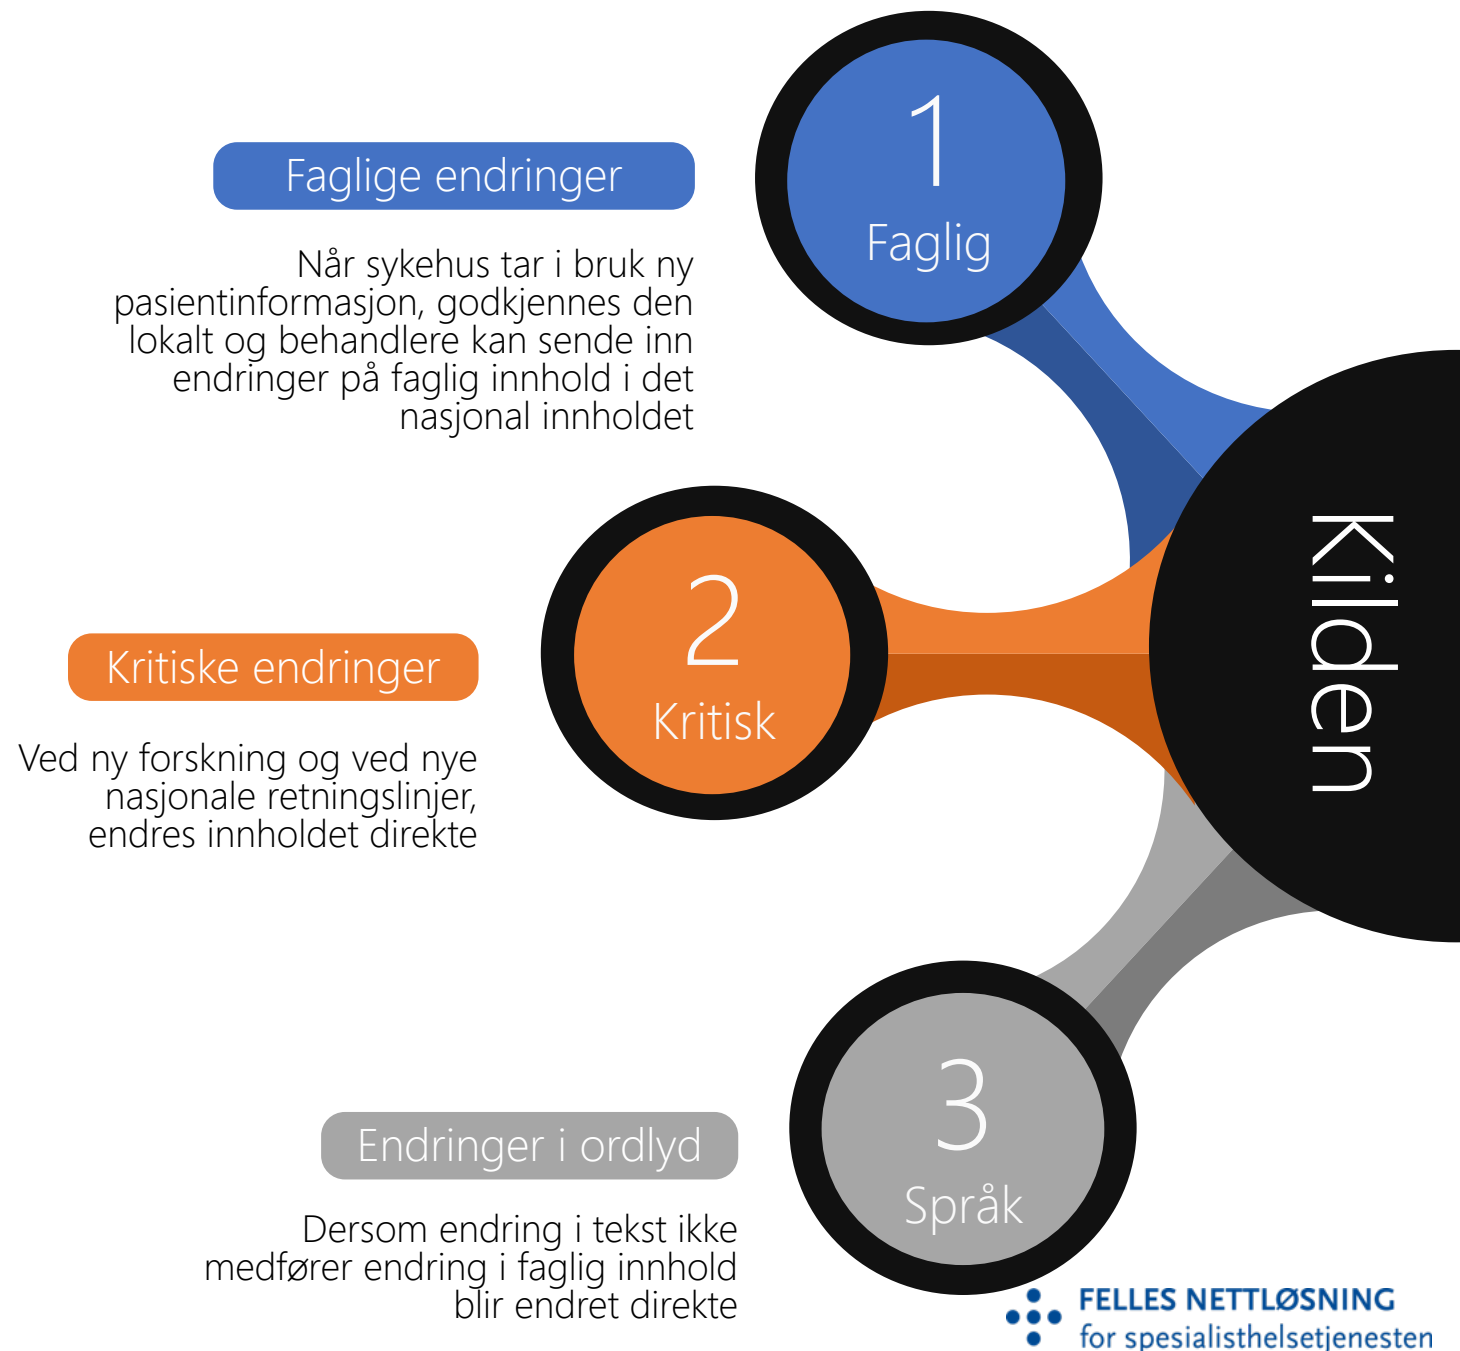 1
Faglig
Faglige endringer
Når sykehus tar i bruk ny
pasientinformasjon, godkjennes den
lokalt og behandlere kan sende inn
endringer på faglig innhold i det
nasjonal innholdet
Kilden
2
Kritisk
Kritiske endringer
Ved ny forskning og ved nye
nasjonale retningslinjer,
endres innholdet direkte
3
Språk
Endringer i ordlyd
Dersom endring i tekst ikke
medfører endring i faglig innhold
blir endret direkte
FELLES NETTLØSNING
for spesialisthelsetjenesten